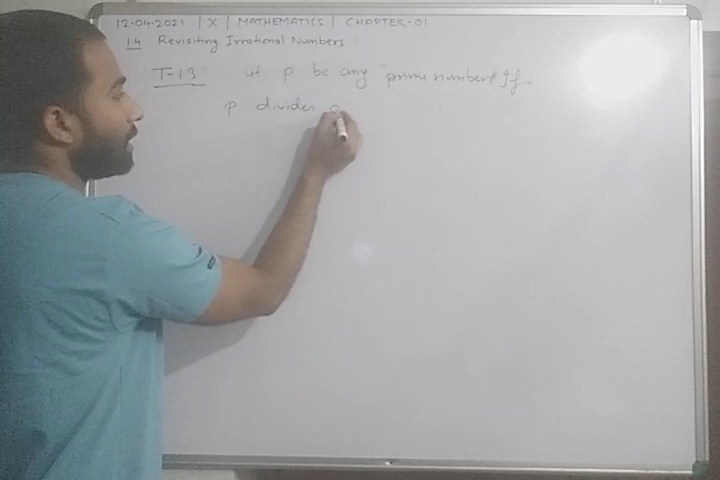 12-04-2021 | X | MATHEMATICS | CHAPTER-01
1.4 Revisiting Irrational Numbers
T-1.3: let p be any prime number. If
p divides a